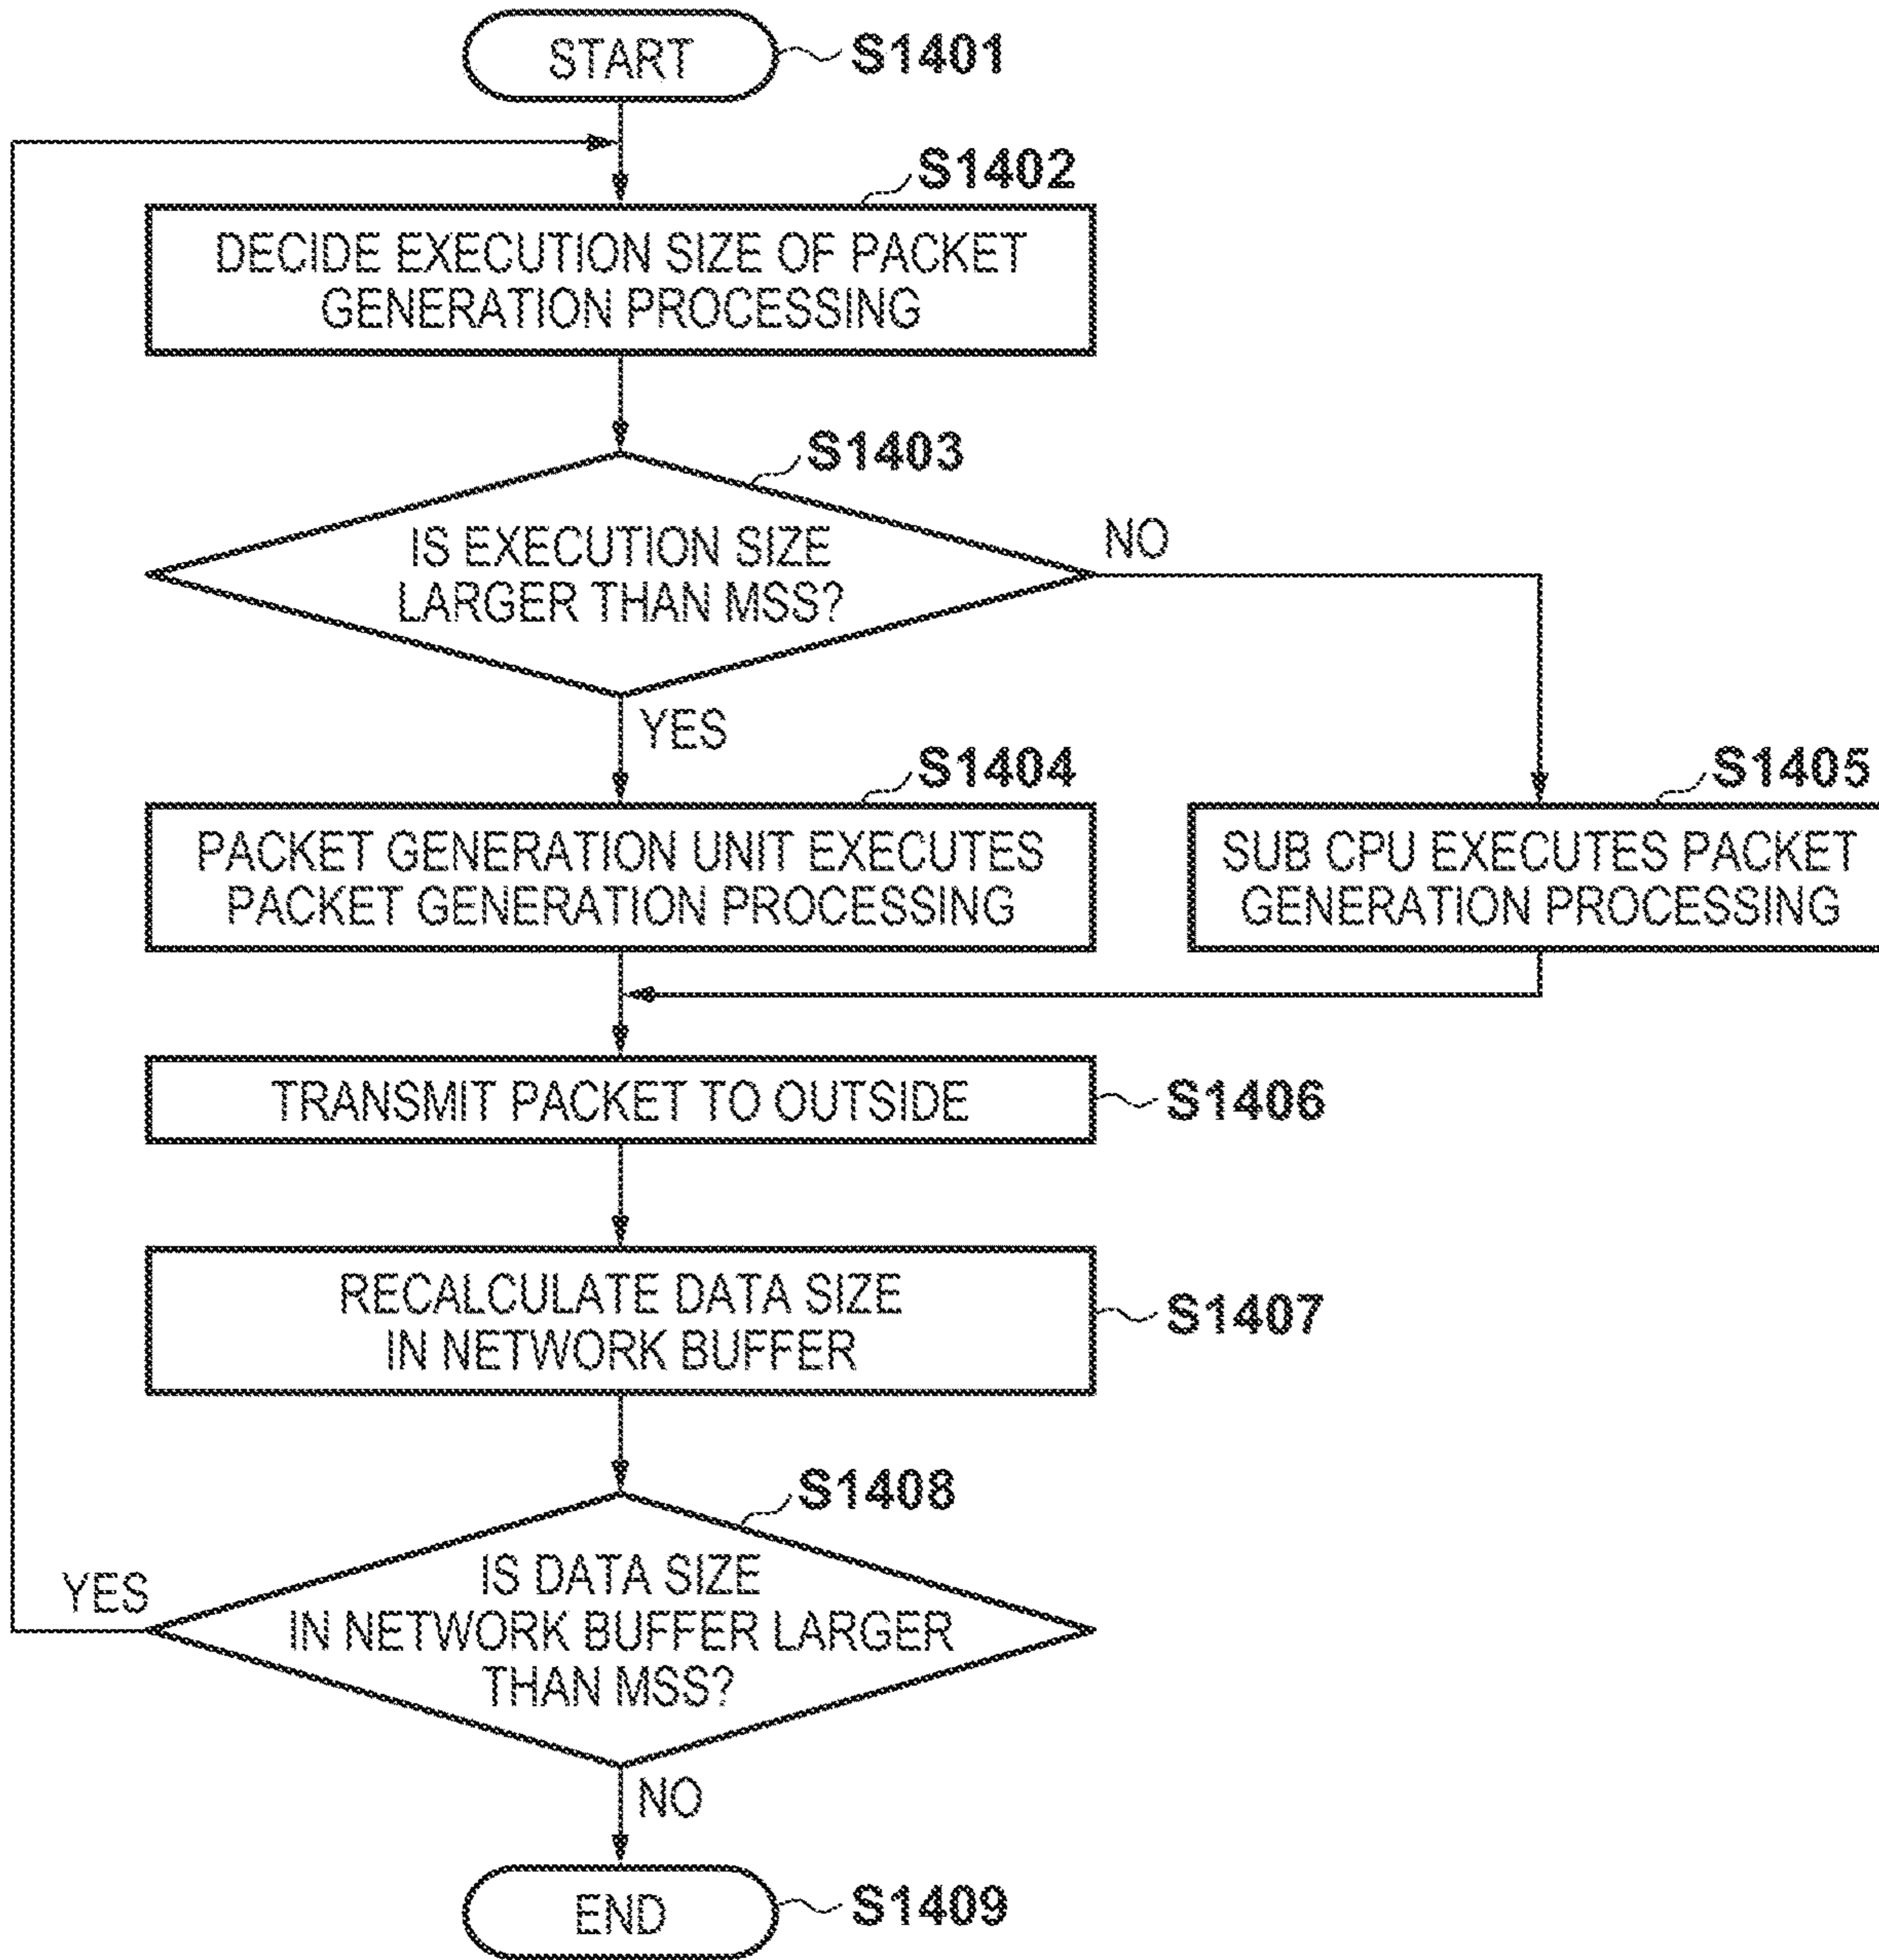 START
S1401
S1402
DECIDE EXECUTION SIZE OF PACKET
GENERATION PROCESSING
S1403
IS EXECUTION SIZE
LARGER THAN MSS?
NO
YES
S1404
PACKET GENERATION UNIT EXECUTES
PACKET GENERATION PROCESSING
S1405
SUB CPU EXECUTES PACKET
GENERATION PROCESSING
TRANSMIT PACKET TO OUTSIDE
S1406
RECALCULATE DATA SIZE
IN NETWORK BUFFER
S1407
S1408
IS DATA SIZE
IN NETWORK BUFFER LARGER
THAN MSS?
YES
NO
END
S1409